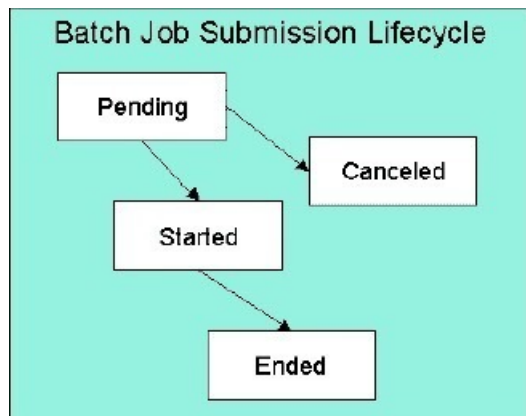 Batch Job Submission Lifecycle
Pending
Canceled
Started
Ended